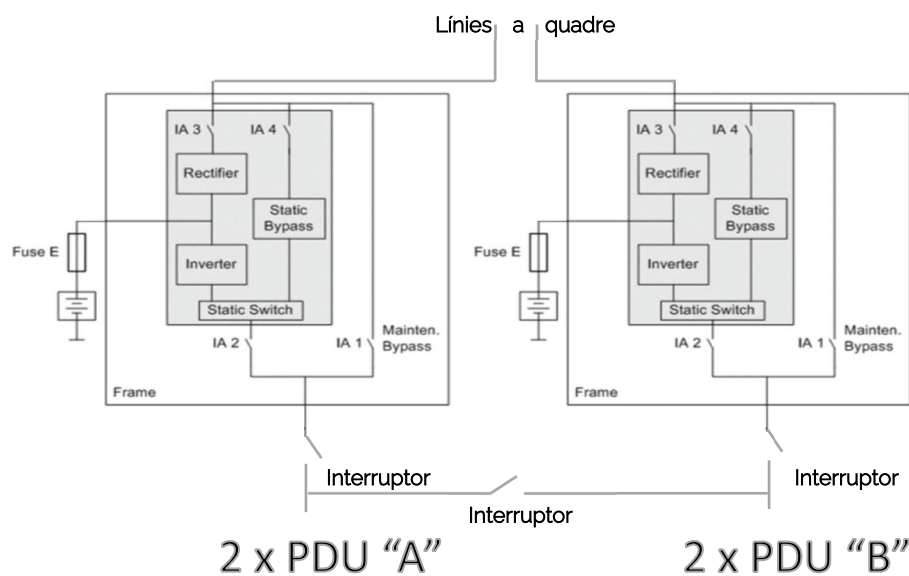 Línies a quadre
IA 3
IA 4
Rectifier
Static
Bypass
Fuse E
Inverter
Static Switch
IA 2
IA 1
Mainten.
Bypass
Frame
IA 3
IA 4
Rectifier
Static
Bypass
Fuse E
Inverter
Static Switch
IA 2
IA 1
Mainten.
Bypass
Frame
Interruptor
Interruptor
Interruptor
2 x PDU “A”
2 x PDU “B”